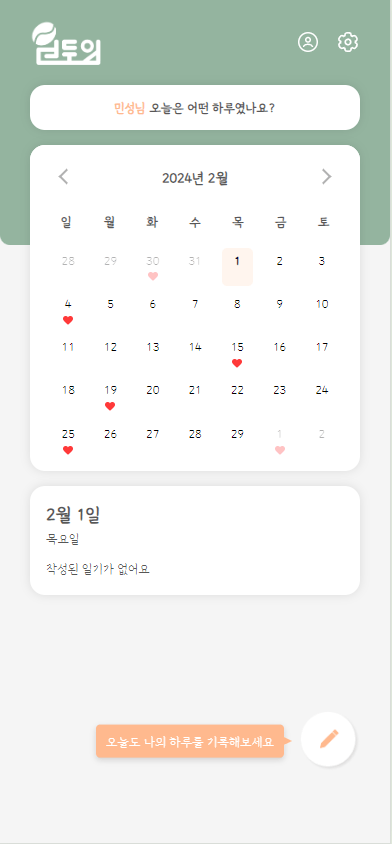 민성님 오늘은 어떤 하루였나요?
2024년 2월
일 월 화 수 목 금 토
28 29 30 31 1 2 3
4 5 6 7 8 9 10
11 12 13 14 15 16 17
18 19 20 21 22 23 24
25 26 27 28 29 1 2
2월 1일
목요일
작성된 일기가 없어요
오늘도 나의 하루를 기록해보세요